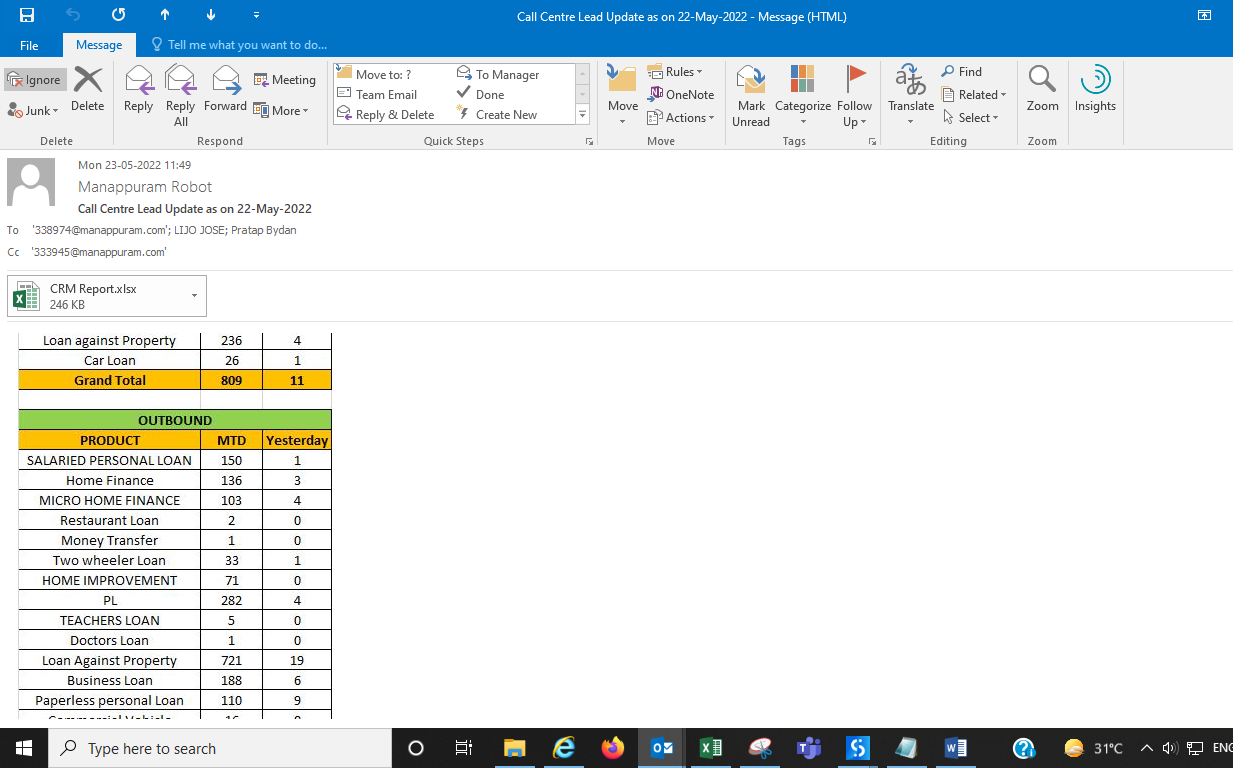 Call Centre Lead Update as on 22-May-2022 - Message (HTML)
File Message Tell me what you want to do...
Ignore
Junk
Delete
Reply
Reply All
Forward
Meeting
More
Move to: ?
Team Email
Reply & Delete
To Manager
Done
Create New
Move
Rules
OneNote
Actions
Mark Unread
Categorize
Follow Up
Translate
Find
Related
Select
Zoom
Insights
Delete Respond Quick Steps Move Tags Editing Zoom
Mon 23-05-2022 11:49
Manappuram Robot
Call Centre Lead Update as on 22-May-2022
To '338974@manappuram.com'; LIJO JOSE; Pratap Bydan
Cc '333945@manappuram.com'
CRM Report.xlsx
246 KB
Loan against Property 236 4
Car Loan 26 1
Grand Total 809 11
OUTBOUND
PRODUCT MTD Yesterday
SALARIED PERSONAL LOAN 150 1
Home Finance 136 3
MICRO HOME FINANCE 103 4
Restaurant Loan 2 0
Money Transfer 1 0
Two wheeler Loan 33 1
HOME IMPROVEMENT 71 0
PL 282 4
TEACHERS LOAN 5 0
Doctors Loan 1 0
Loan Against Property 721 19
Business Loan 188 6
Paperless personal Loan 110 9
Type here to search
31°C
ENG